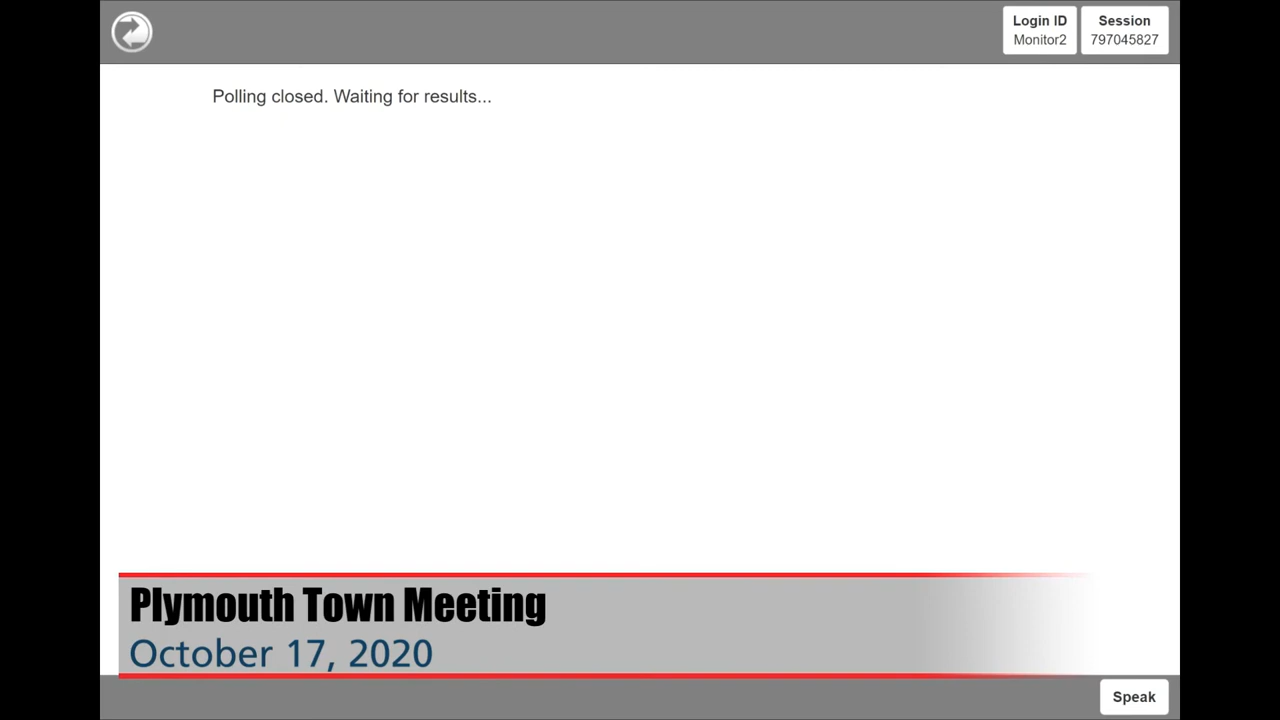 Login ID
Monitor2
Session
797045827
Polling closed. Waiting for results...
Plymouth Town Meeting
October 17, 2020
Speak